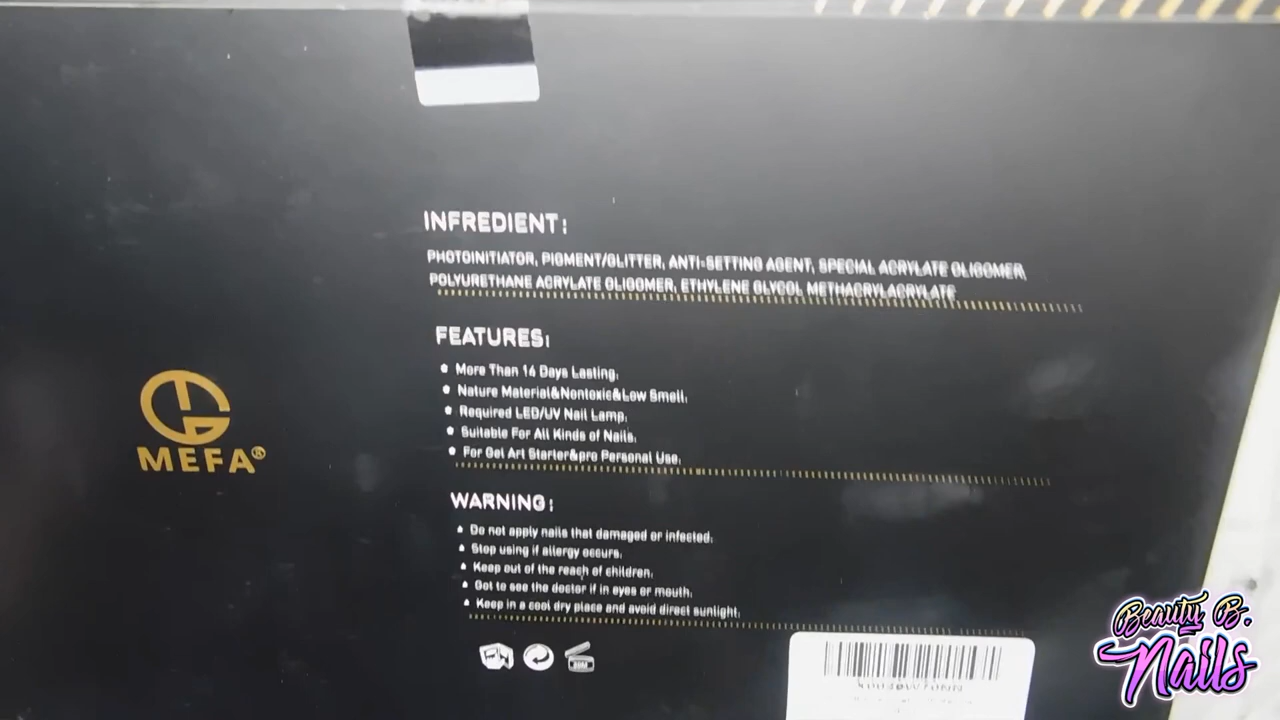 INFREDIENT:
PHOTOINITIATOR, PIGMENT/GLITTER, ANTI-SETTING AGENT, SPECIAL ACRYLATE OLIGOMER,
POLYURETHANE ACRYLATE OLIGOMER, ETHYLENE GLYCOL METHACRYLACRYLATE
FEATURES:
More Than 14 Days Lasting.
Nature Material&Nontoxic&Low Smell.
Required LED/UV Nail Lamp.
Suitable For All Kinds of Nails.
For Gel Art Starter&pro Personal Use.
MEFA®
WARNING:
Do not apply nails that damaged or infected.
Stop using if allergy occurs.
Keep out of the reach of children.
Got to see the doctor if in eyes or mouth.
Keep in a cool dry place and avoid direct sunlight.
Beauty B.
Nails